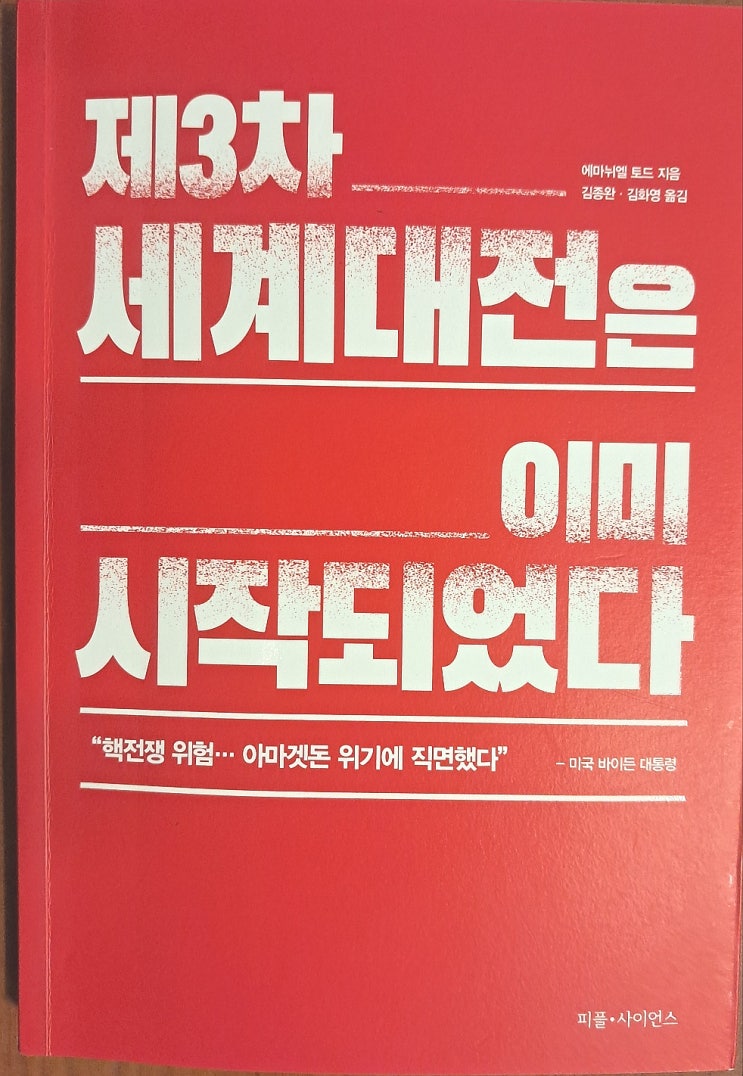 제3차
에마뉘엘 토드 지음
김종완 · 김화영 옮김
세계대전은
이미
시작되었다
“핵전쟁 위험… 아마겟돈 위기에 직면했다”
– 미국 바이든 대통령
피플•사이언스